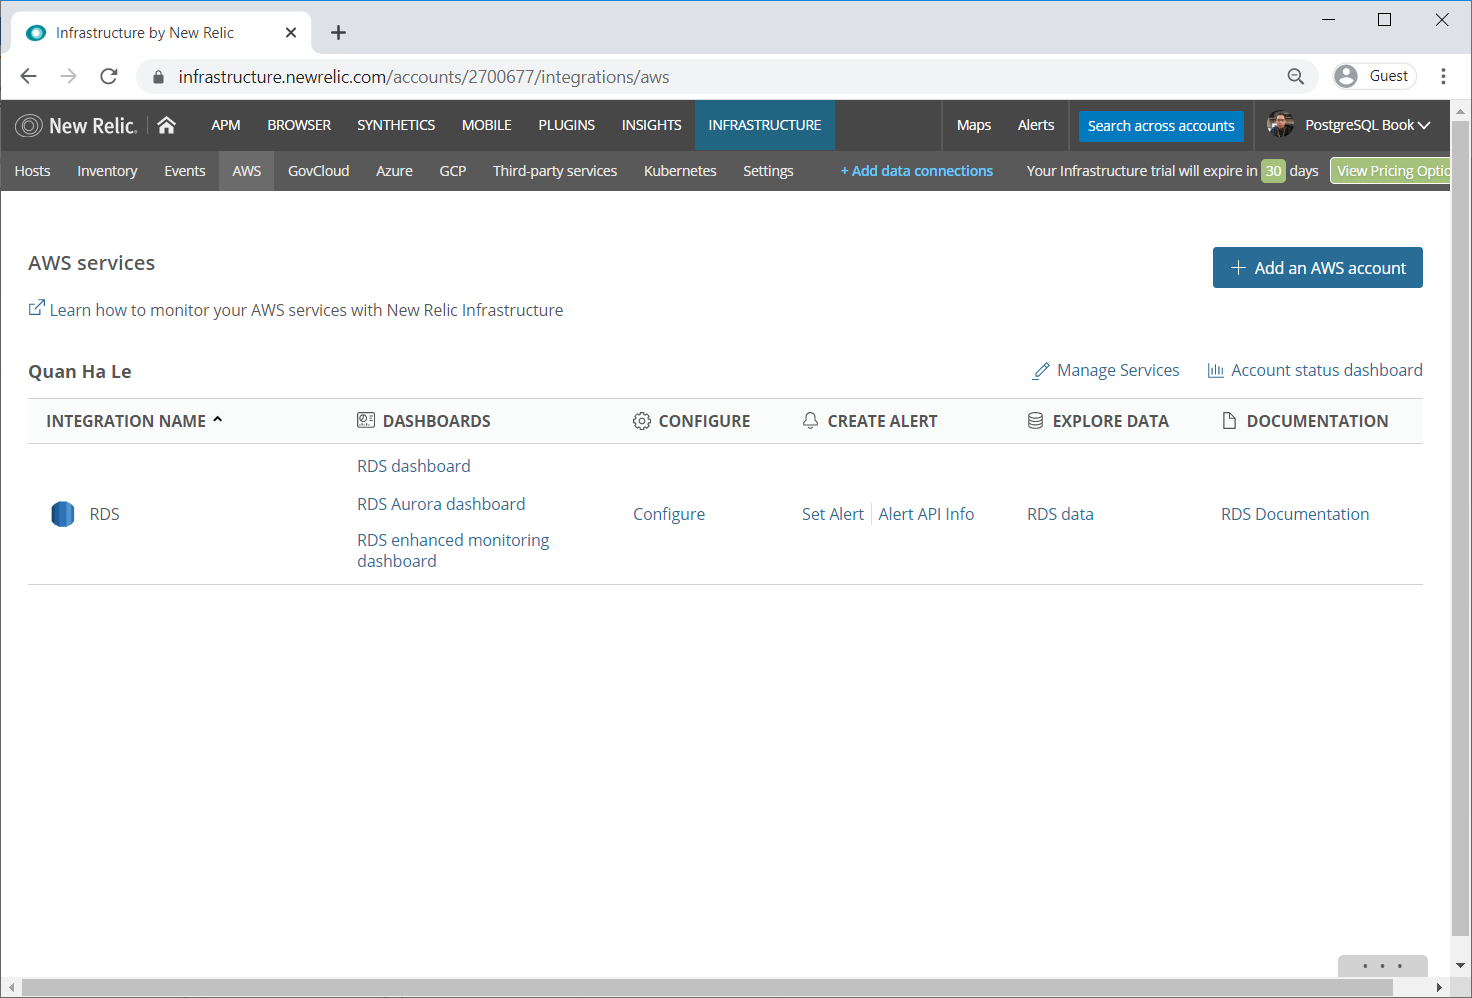 Infrastructure by New Relic
infrastructure.newrelic.com/accounts/2700677/integrations/aws
Guest
New Relic. APM BROWSER SYNTHETICS MOBILE PLUGINS INSIGHTS INFRASTRUCTURE Maps Alerts Search across accounts PostgreSQL Book
Hosts Inventory Events AWS GovCloud Azure GCP Third-party services Kubernetes Settings + Add data connections Your Infrastructure trial will expire in 30 days View Pricing Optio
AWS services
+ Add an AWS account
Learn how to monitor your AWS services with New Relic Infrastructure
Quan Ha Le
Manage Services Account status dashboard
INTEGRATION NAME DASHBOARDS CONFIGURE CREATE ALERT EXPLORE DATA DOCUMENTATION
RDS dashboard
RDS Aurora dashboard
RDS Configure Set Alert Alert API Info RDS data RDS Documentation
RDS enhanced monitoring
dashboard